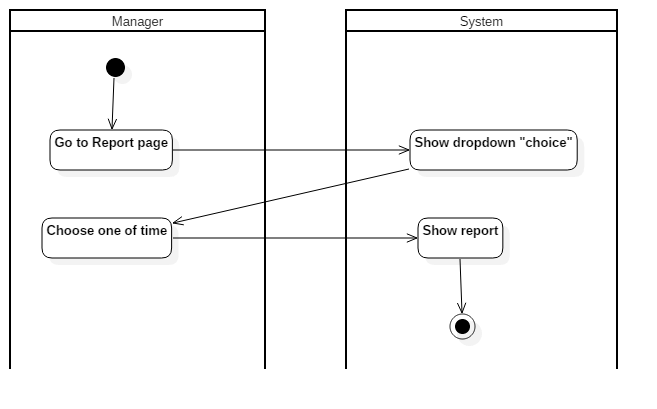 Manager
System
Go to Report page
Show dropdown "choice"
Choose one of time
Show report